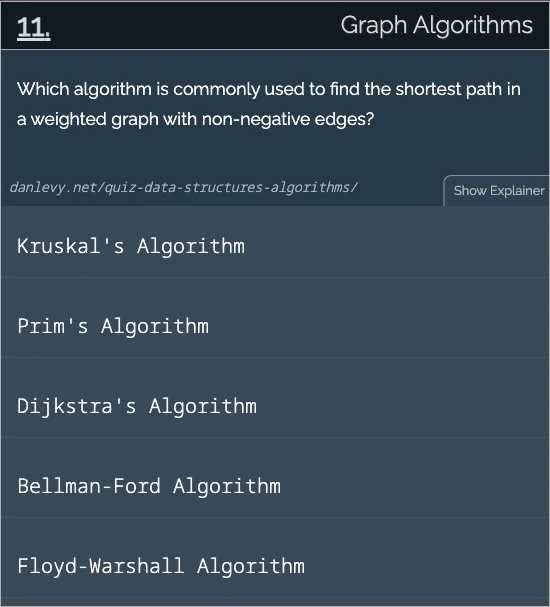 11.
Graph Algorithms
Which algorithm is commonly used to find the shortest path in
a weighted graph with non-negative edges?
danlevy.net/quiz-data-structures-algorithms/
Show Explainer
Kruskal's Algorithm
Prim's Algorithm
Dijkstra's Algorithm
Bellman-Ford Algorithm
Floyd-Warshall Algorithm